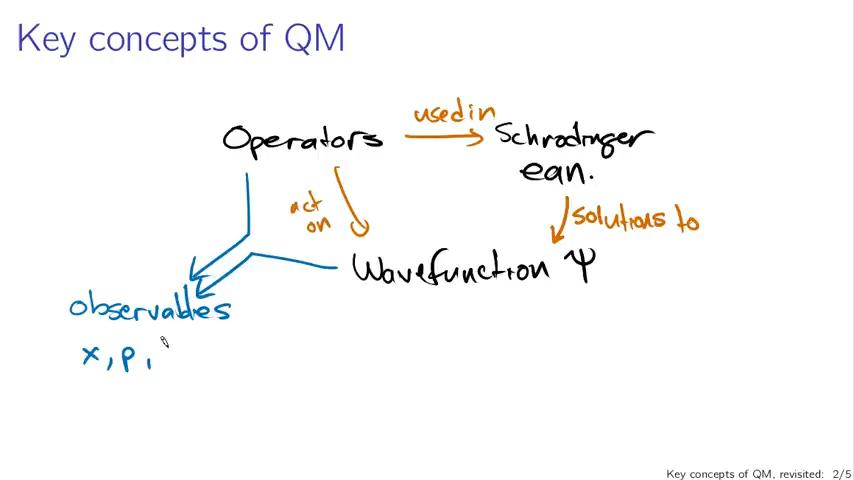 Key concepts of QM
Operators
used in
Schrodinger
eqn.
act
on
solutions to
Wavefunction Ψ
observables
x, p,
Key concepts of QM, revisited: 2/5